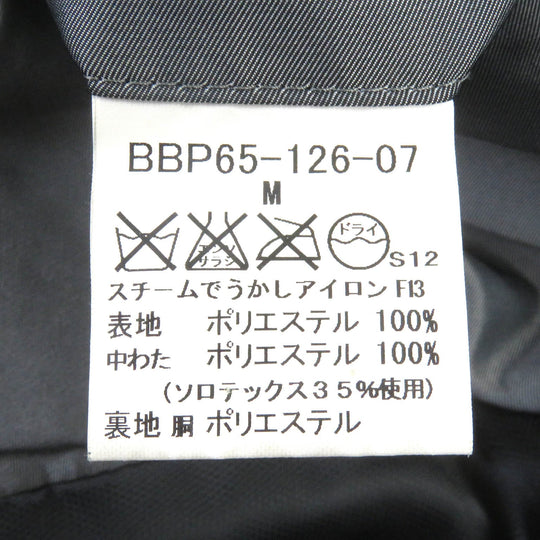 BBP65-126-07
M
エンソ
サラシ
ドライ
S12
スチームでうかしアイロン F13
表地 ポリエステル 100%
中わた ポリエステル 100%
(ソロテックス35%使用)
裏地 胴 ポリエステル